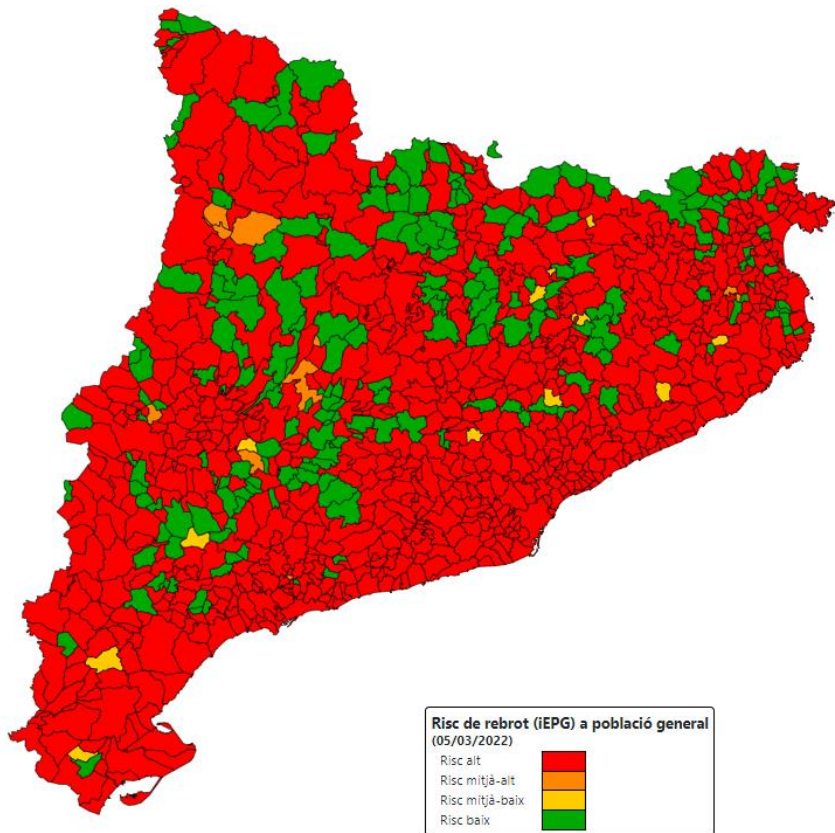 Risc de rebrot (iEPG) a població general
(05/03/2022)
Risc alt
Risc mitjà-alt
Risc mitjà-baix
Risc baix